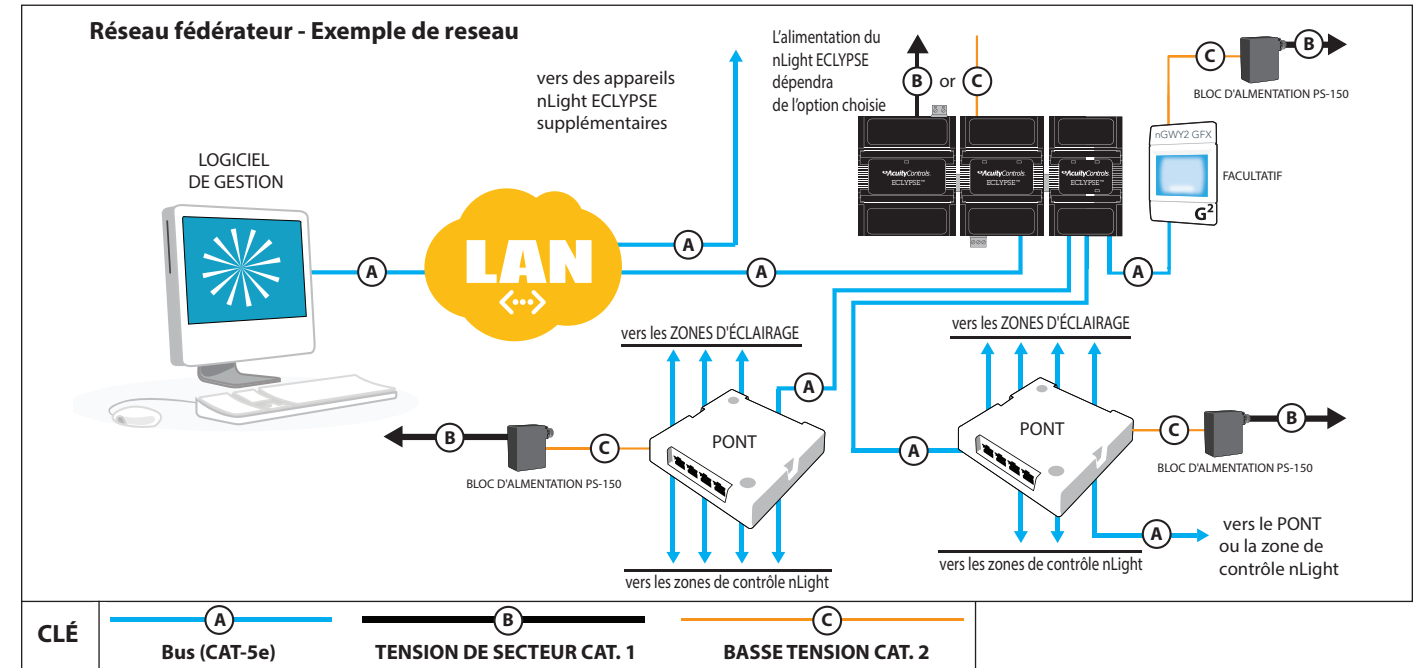 Réseau fédérateur - Exemple de reseau
L'alimentation du
nLight ECLYPSE
dépendra
de l'option choisie
B or C
C
B
BLOC D'ALMENTATION PS-150
vers des appareils
nLight ECLYPSE
supplémentaires
nGWY2 GFX
FACULTATIF
G2
AcuityControls.
ECLYPSE™
AcuityControls.
ECLYPSE™
AcuityControls.
ECLYPSE™
LOGICIEL
DE GESTION
A
LAN
A
A
A
vers les ZONES D'ÉCLAIRAGE
vers les ZONES D'ÉCLAIRAGE
A
B
C
PONT
BLOC D'ALMENTATION PS-150
A
PONT
C
B
BLOC D'ALMENTATION PS-150
vers les zones de contrôle nLight
vers les zones de contrôle nLight
A
vers le PONT
ou la zone de
contrôle nLight
CLÉ
A
Bus (CAT-5e)
B
TENSION DE SECTEUR CAT. 1
C
BASSE TENSION CAT. 2